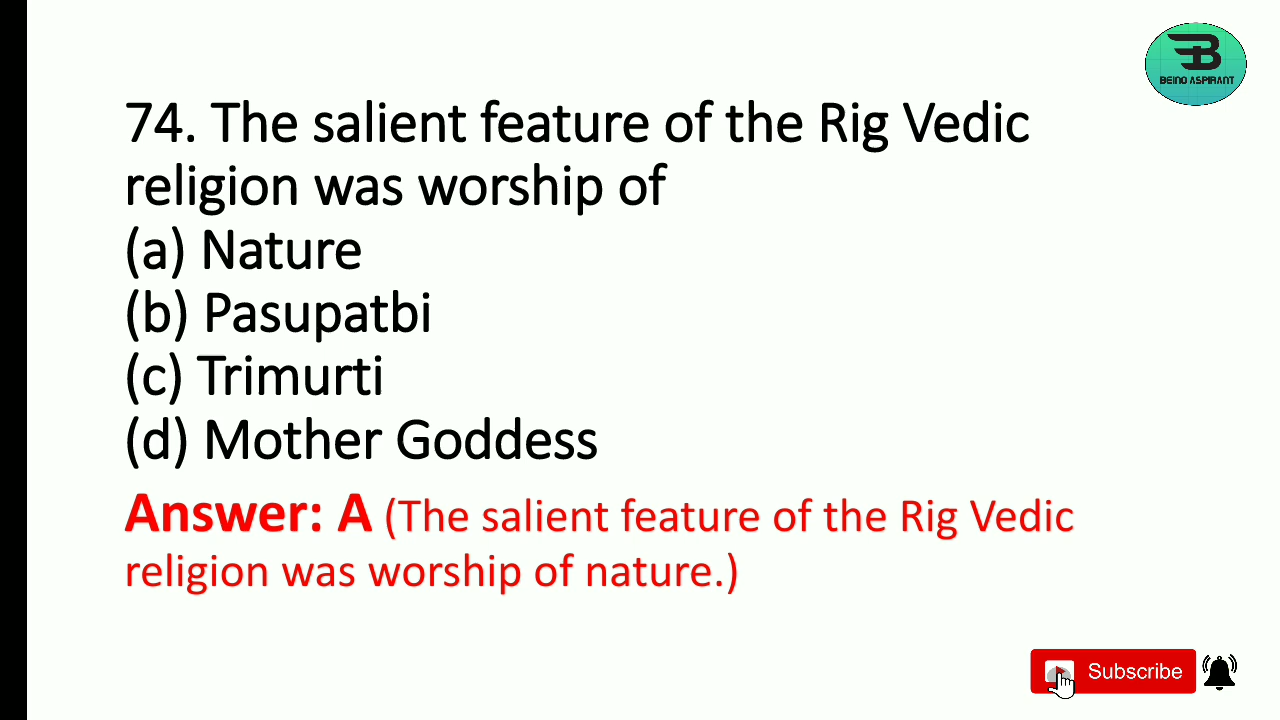 BEINO ASPIRANT
74. The salient feature of the Rig Vedic
religion was worship of
(a) Nature
(b) Pasupatbi
(c) Trimurti
(d) Mother Goddess
Answer: A (The salient feature of the Rig Vedic
religion was worship of nature.)
Subscribe